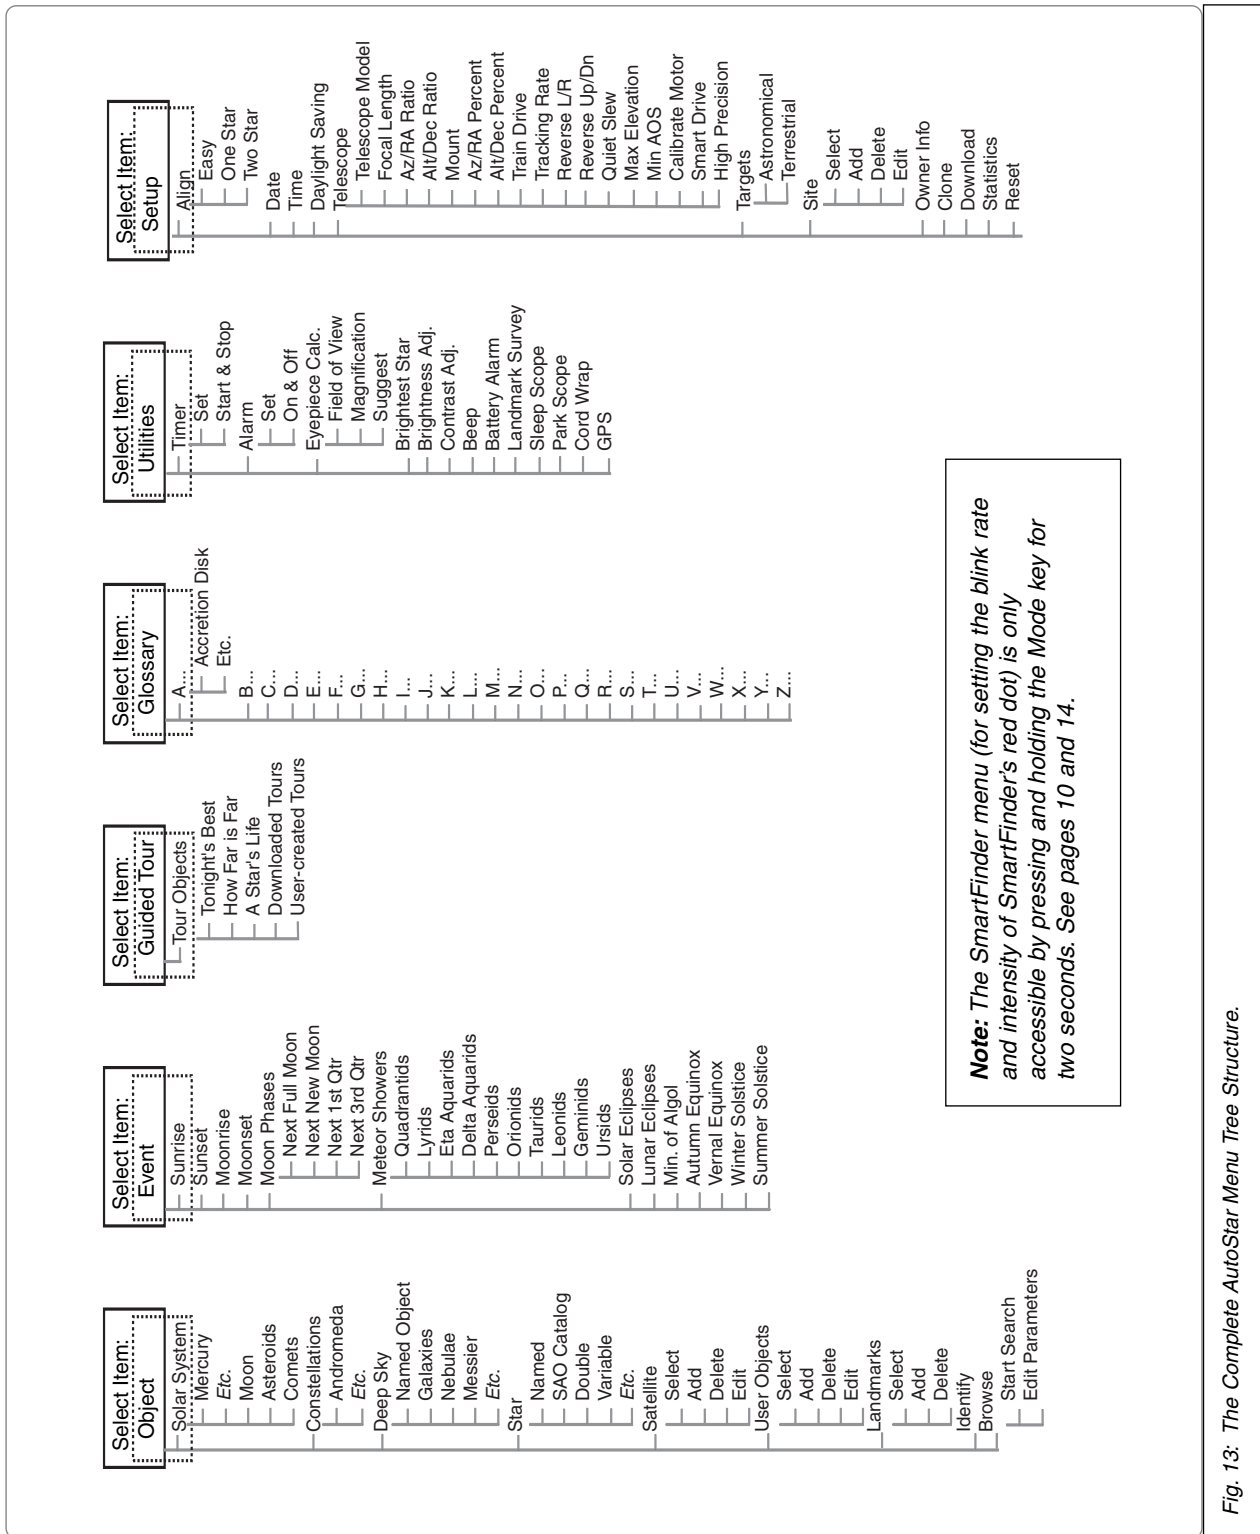 Select Item:
Object
Solar System
Mercury
Etc.
Moon
Asteroids
Comets
Constellations
Andromeda
Etc.
Deep Sky
Named Object
Galaxies
Nebulae
Messier
Etc.
Star
Named
SAO Catalog
Double
Variable
Etc.
Satellite
Select
Add
Delete
Edit
User Objects
Select
Add
Delete
Edit
Landmarks
Select
Add
Delete
Identify
Browse
Start Search
Edit Parameters
Select Item:
Event
Sunrise
Sunset
Moonrise
Moonset
Moon Phases
Next Full Moon
Next New Moon
Next 1st Qtr
Next 3rd Qtr
Meteor Showers
Quadrantids
Lyrids
Eta Aquarids
Delta Aquarids
Perseids
Orionids
Taurids
Leonids
Geminids
Ursids
Solar Eclipses
Lunar Eclipses
Min. of Algol
Autumn Equinox
Vernal Equinox
Winter Solstice
Summer Solstice
Select Item:
Guided Tour
Tour Objects
Tonight's Best
How Far is Far
A Star's Life
Downloaded Tours
User-created Tours
Select Item:
Glossary
A...
Accretion Disk
Etc.
B...
C...
D...
E...
F...
G...
H...
I...
J...
K...
L...
M...
N...
O...
P...
Q...
R...
S...
T...
U...
V...
W...
X...
Y...
Z...
Select Item:
Utilities
Timer
Set
Start & Stop
Alarm
Set
On & Off
Eyepiece Calc.
Field of View
Magnification
Suggest
Brightest Star
Brightness Adj.
Contrast Adj.
Beep
Battery Alarm
Landmark Survey
Sleep Scope
Park Scope
Cord Wrap
GPS
Select Item:
Setup
Align
Easy
One Star
Two Star
Date
Time
Daylight Saving
Telescope
Telescope Model
Focal Length
Az/RA Ratio
Alt/Dec Ratio
Mount
Az/RA Percent
Alt/Dec Percent
Train Drive
Tracking Rate
Reverse L/R
Reverse Up/Dn
Quiet Slew
Max Elevation
Min AOS
Calibrate Motor
Smart Drive
High Precision
Targets
Astronomical
Terrestrial
Site
Select
Add
Delete
Edit
Owner Info
Clone
Download
Statistics
Reset
Note: The SmartFinder menu (for setting the blink rate
and intensity of SmartFinder's red dot) is only
accessible by pressing and holding the Mode key for
two seconds. See pages 10 and 14.
Fig. 13: The Complete AutoStar Menu Tree Structure.